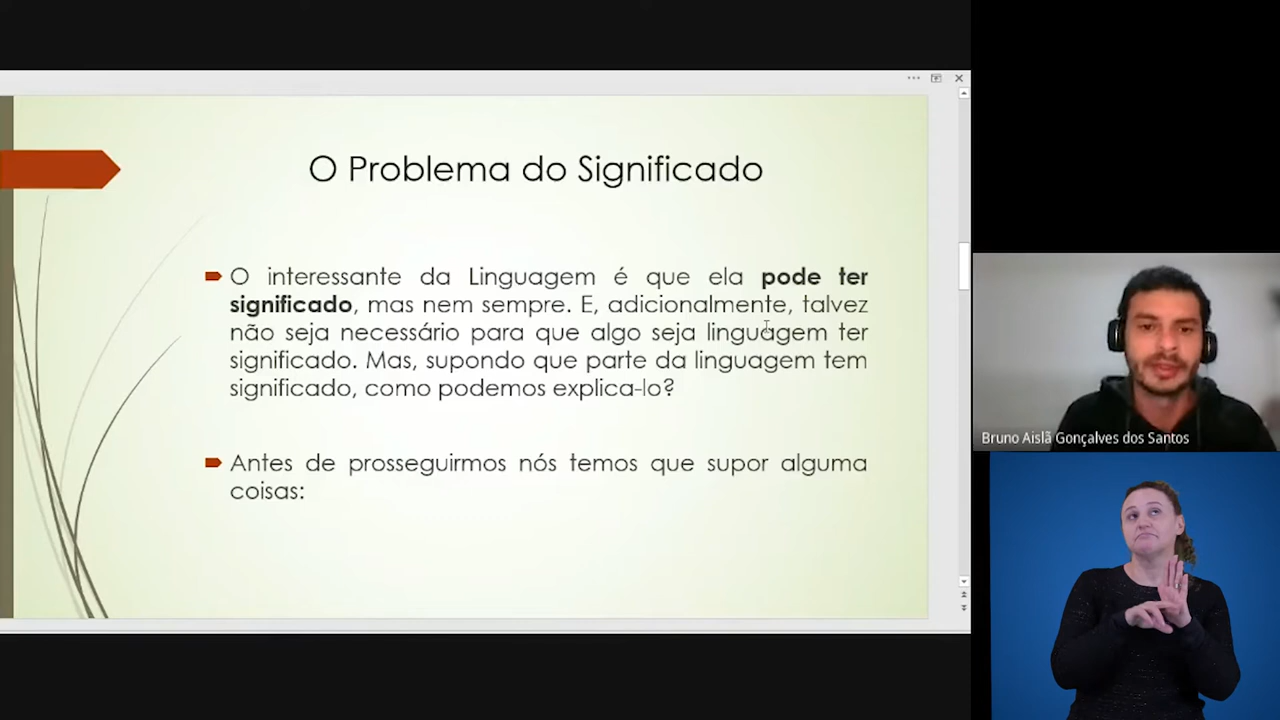 O Problema do Significado
O interessante da Linguagem é que ela pode ter
significado, mas nem sempre. E, adicionalmente, talvez
não seja necessário para que algo seja linguagem ter
significado. Mas, supondo que parte da linguagem tem
significado, como podemos explica-lo?
Antes de prosseguirmos nós temos que supor alguma
coisas:
Bruno Aislã Gonçalves dos Santos